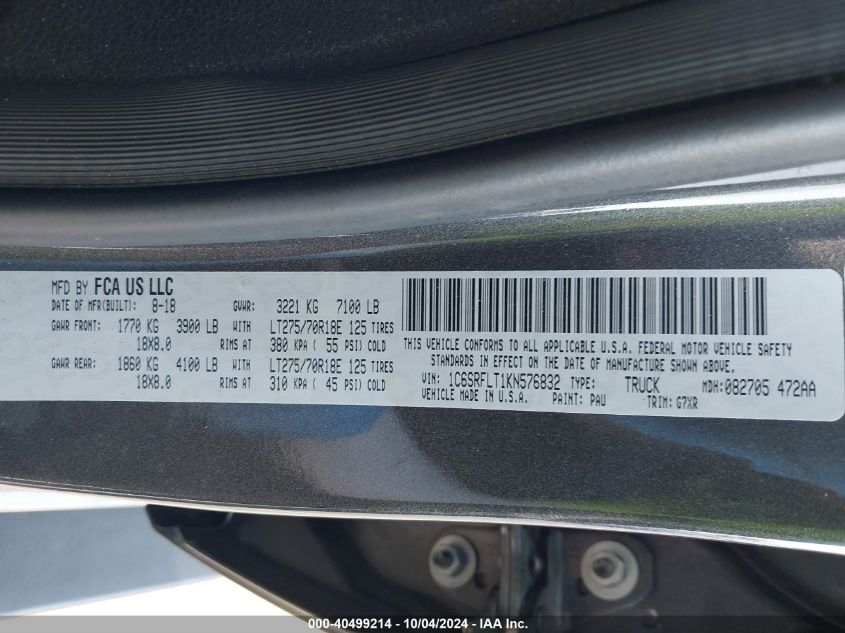 MFD BY FCA US LLC
DATE OF MFR(BUILT): 8-18 GVWR: 3221 KG 7100 LB
GAWR FRONT: 1770 KG 3900 LB WITH LT275/70R18E 125 TIRES
18X8.0 RIMS AT 380 KPA ( 55 PSI) COLD
GAWR REAR: 1860 KG 4100 LB WITH LT275/70R18E 125 TIRES
18X8.0 RIMS AT 310 KPA ( 45 PSI) COLD
THIS VEHICLE CONFORMS TO ALL APPLICABLE U.S.A. FEDERAL MOTOR VEHICLE SAFETY
STANDARDS IN EFFECT ON THE DATE OF MANUFACTURE SHOWN ABOVE.
VIN: 1C6SRFLT1KN576832 TYPE: TRUCK MDH:082705 472AA
VEHICLE MADE IN U.S.A. PAINT: PAU TRIM: G7XR
000-40499214 - 10/04/2024 - IAA Inc.